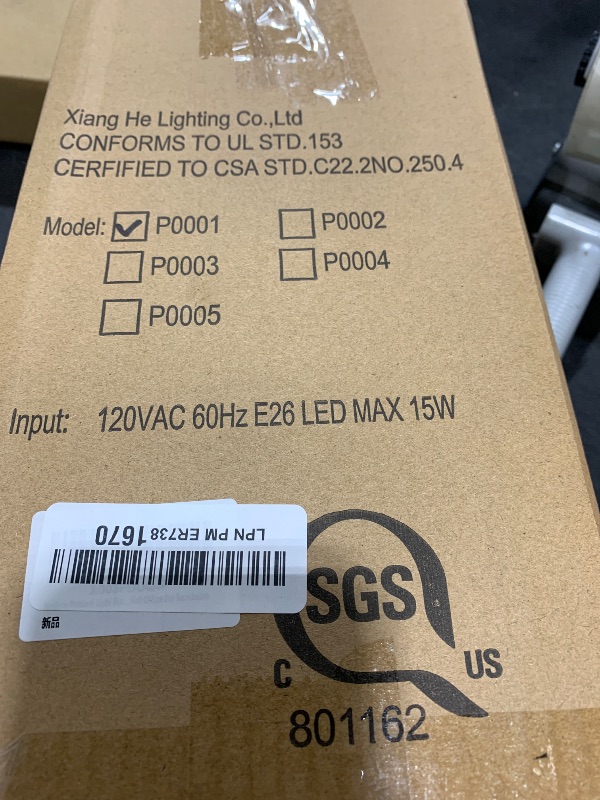 Xiang He Lighting Co.,Ltd
CONFORMS TO UL STD.153
CERFIFIED TO CSA STD.C22.2NO.250.4
Model: P0001 P0002
P0003 P0004
P0005
Input: 120VAC 60Hz E26 LED MAX 15W
LPN PM ER7381670
新品
SGS
C US
801162